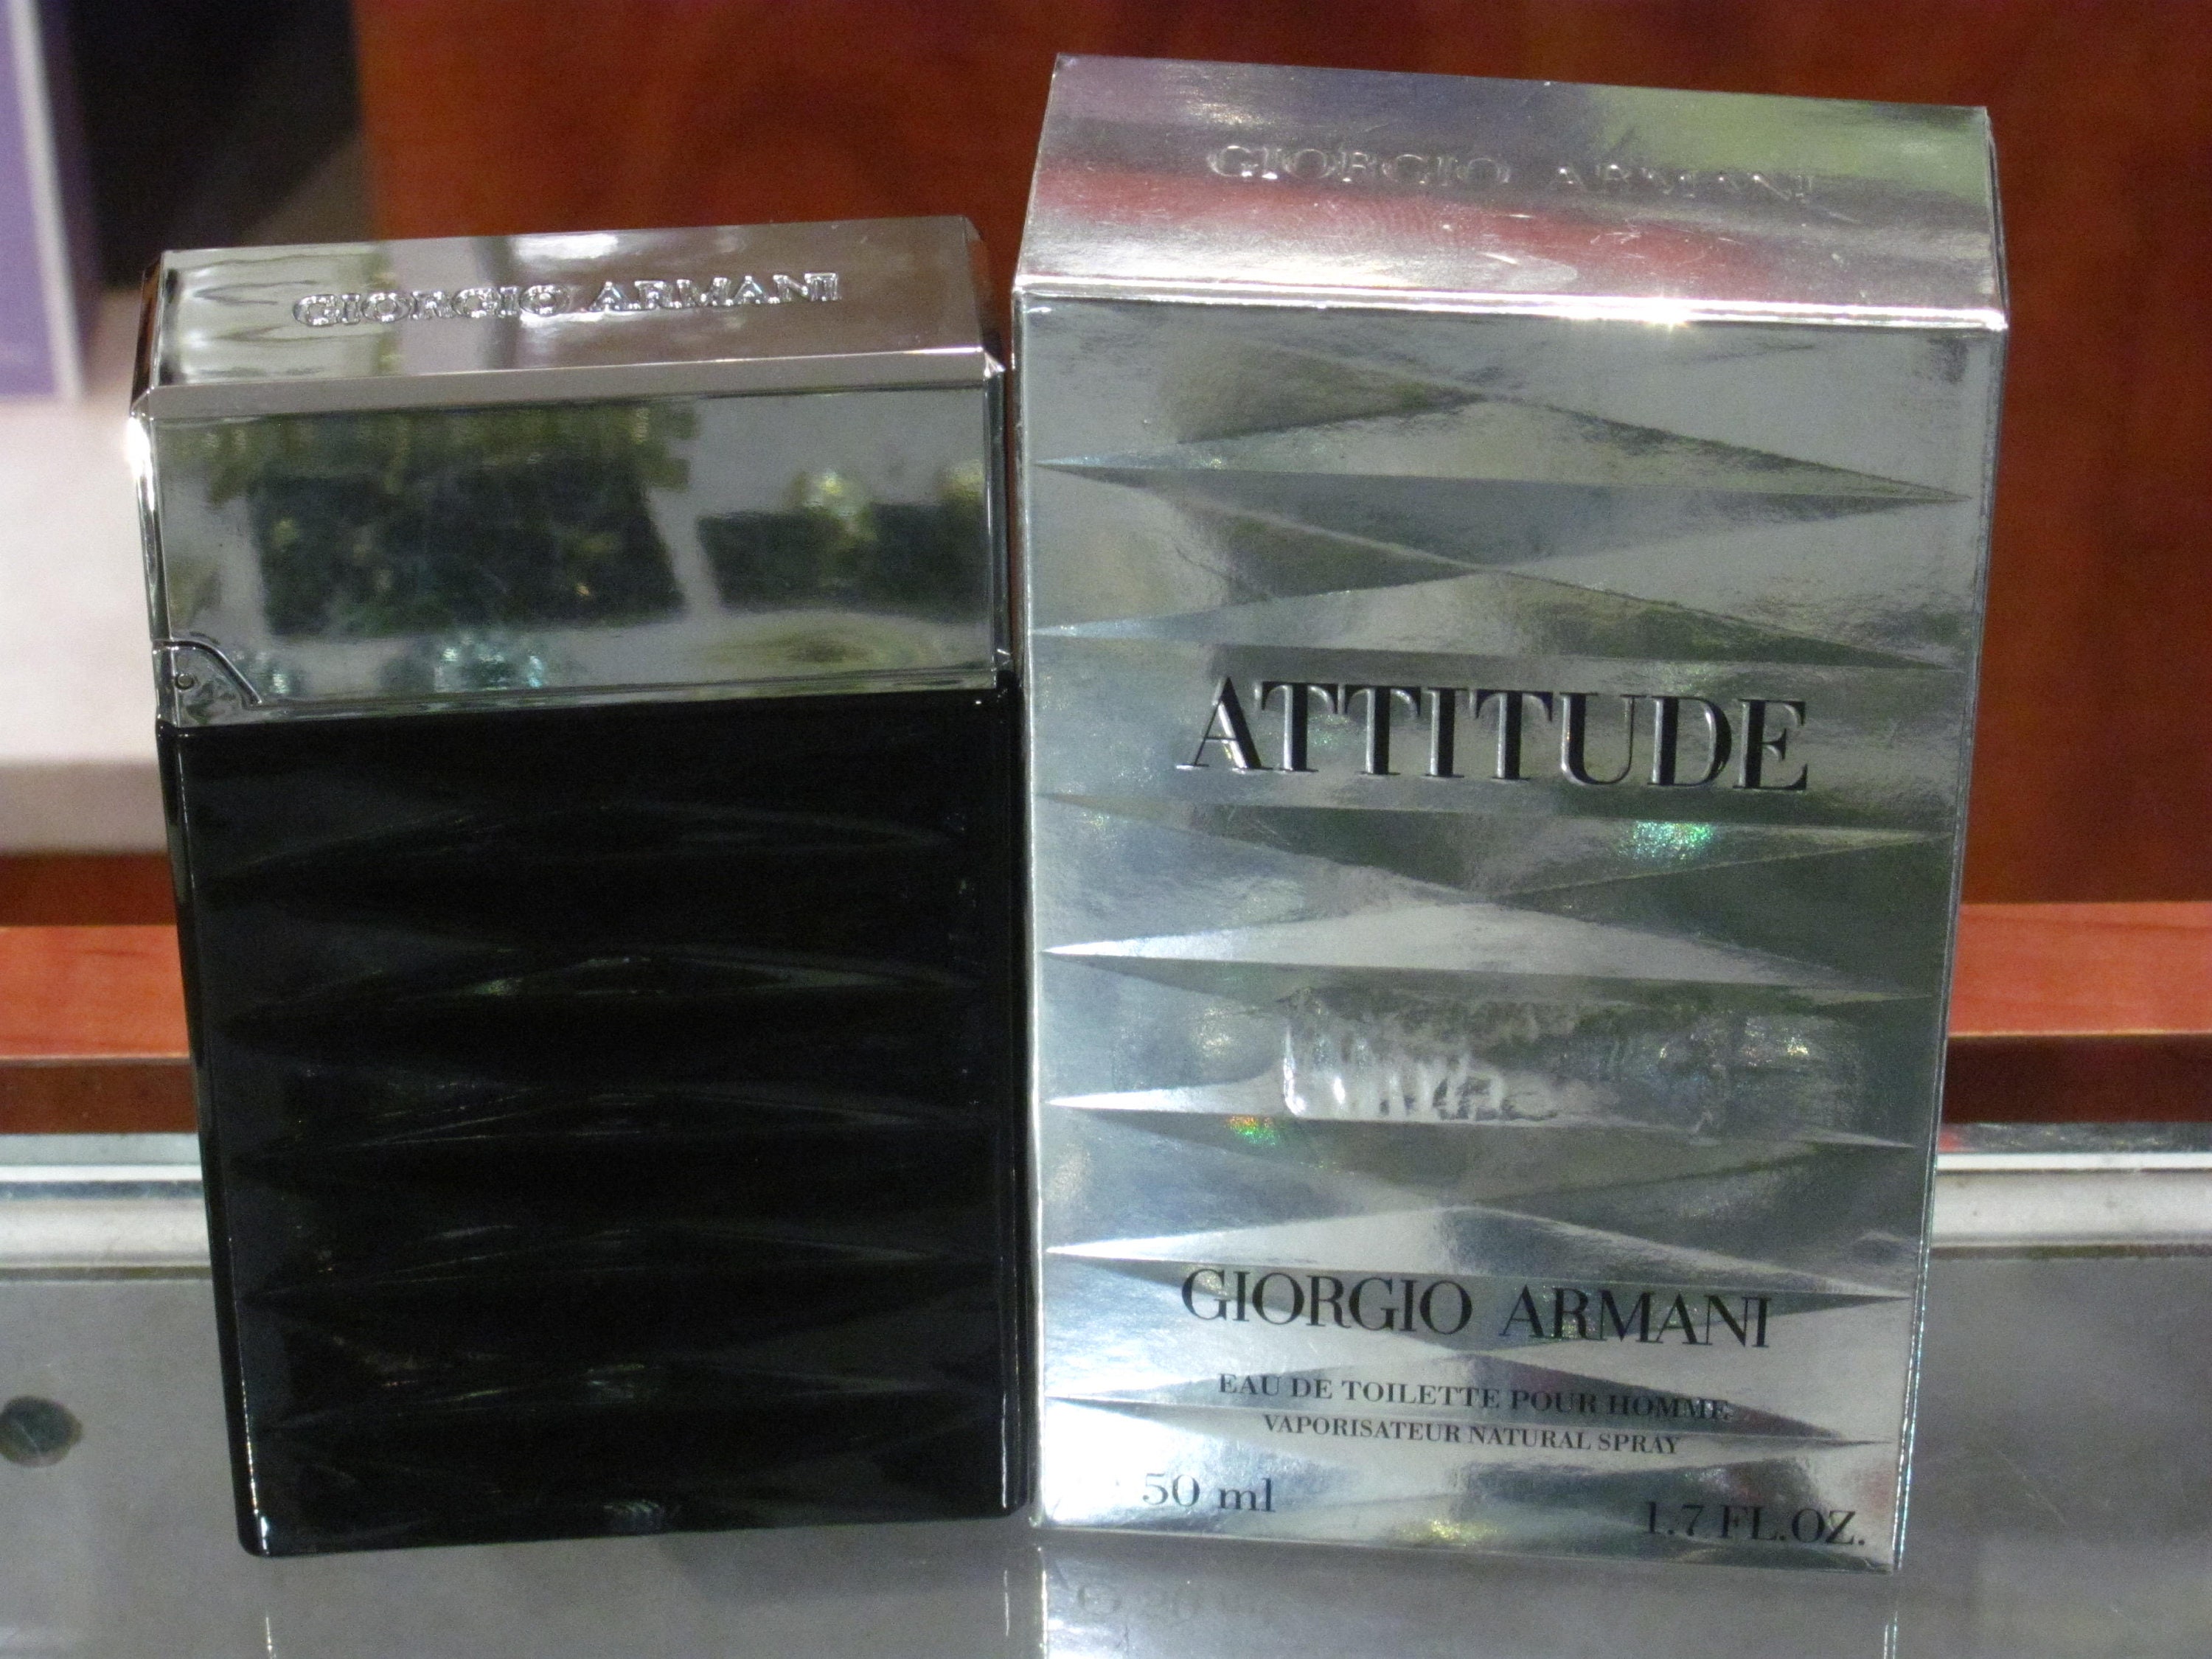 GIORGIO ARMANI
GIORGIO ARMANI
ATTITUDE
GIORGIO ARMANI
EAU DE TOILETTE POUR HOMME
VAPORISATEUR NATURAL SPRAY
50 ml
1.7 FL.OZ.